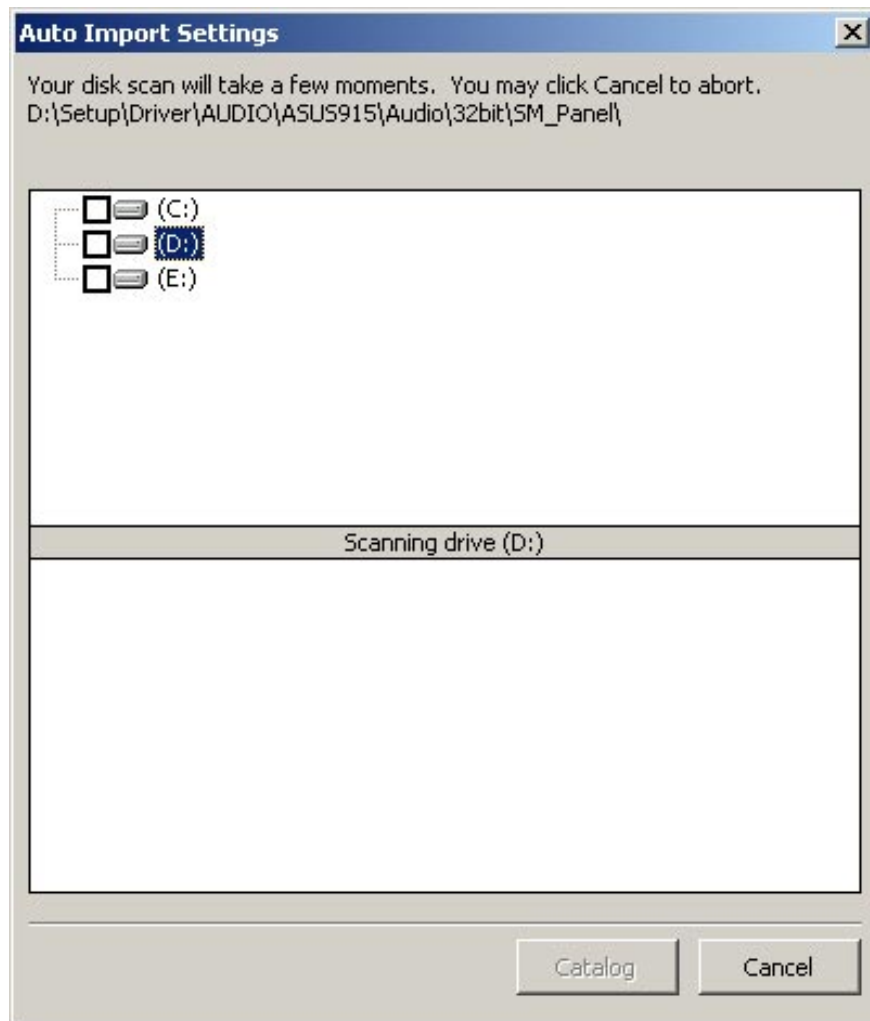 Auto Import Settings
Your disk scan will take a few moments. You may click Cancel to abort.
D:\Setup\Driver\AUDIO\ASUS915\Audio\32bit\SM_Panel\
(C:)
(D:)
(E:)
Scanning drive (D:)
Catalog Cancel